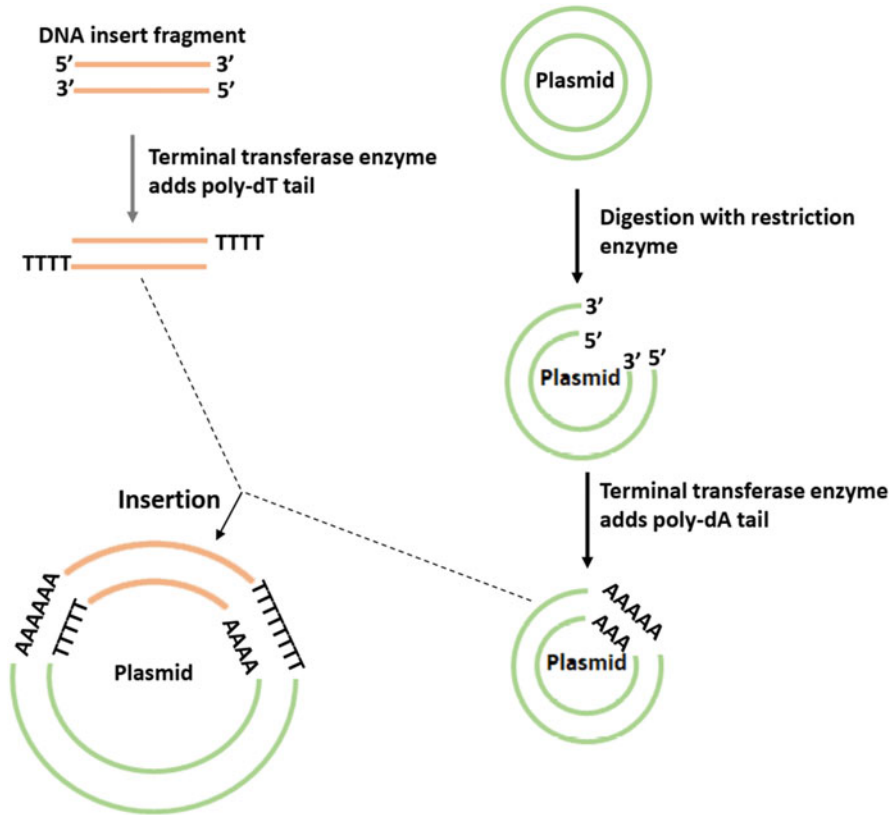 DNA insert fragment
5’ 3’
3’ 5’
Terminal transferase enzyme
adds poly-dT tail
TTTT
TTTT
Plasmid
Digestion with restriction
enzyme
3’
5’
3’ 5’
Plasmid
Terminal transferase enzyme
adds poly-dA tail
AAAAA
AAA
Plasmid
Insertion
AAAAAA
TTTTT
TTTTTTTT
AAAA
Plasmid